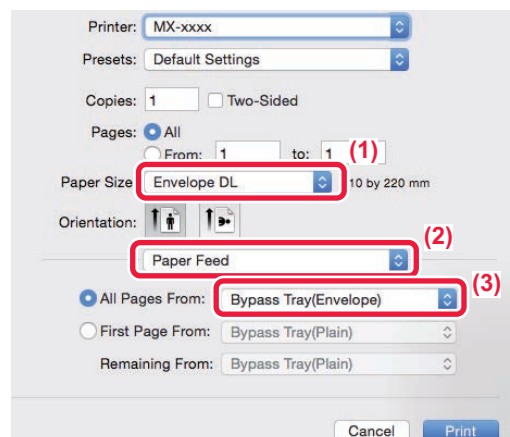 Printer: MX-xxxx
Presets: Default Settings
Copies: 1 Two-Sided
Pages: All
From: 1 to: 1
(1)
Paper Size Envelope DL 10 by 220 mm
Orientation:
(2)
Paper Feed
(3)
All Pages From: Bypass Tray(Envelope)
First Page From: Bypass Tray(Plain)
Remaining From: Bypass Tray(Plain)
Cancel Print